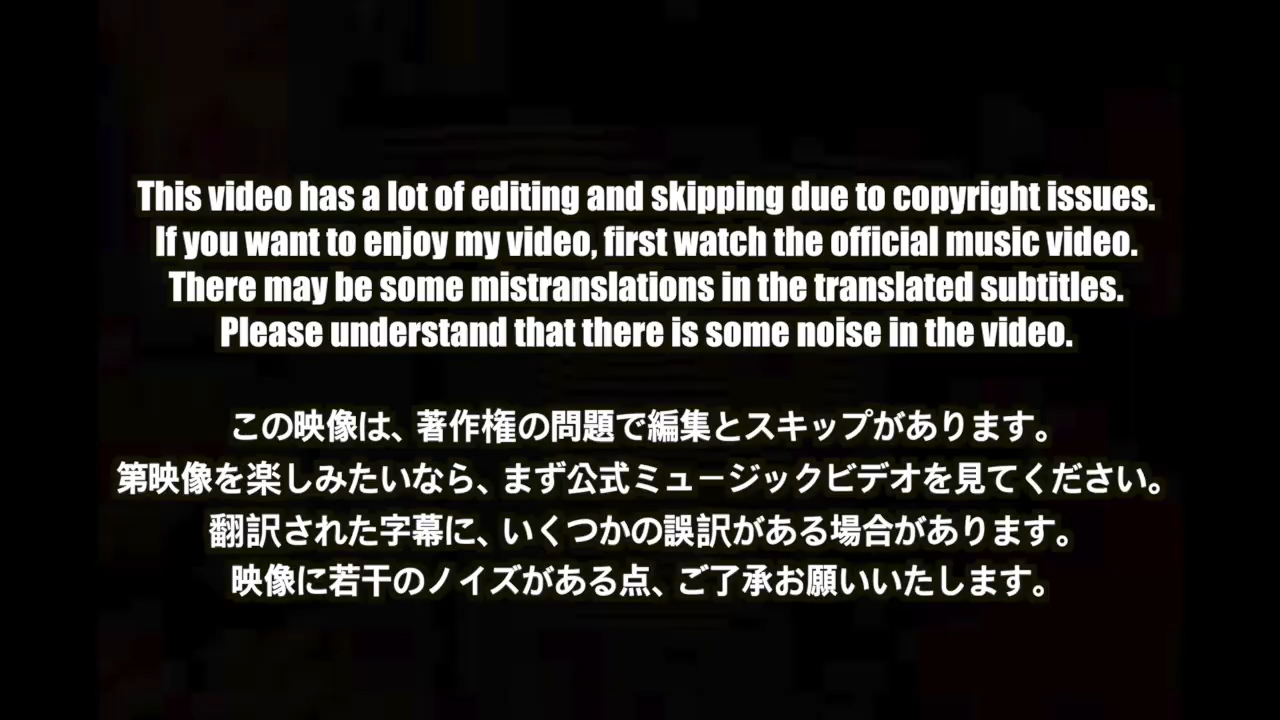 This video has a lot of editing and skipping due to copyright issues.
If you want to enjoy my video, first watch the official music video.
There may be some mistranslations in the translated subtitles.
Please understand that there is some noise in the video.
この映像は、著作権の問題で編集とスキップがあります。
第映像を楽しみたいなら、まず公式ミュージックビデオを見てください。
翻訳された字幕に、いくつかの誤訳がある場合があります。
映像に若干のノイズがある点、ご了承お願いいたします。